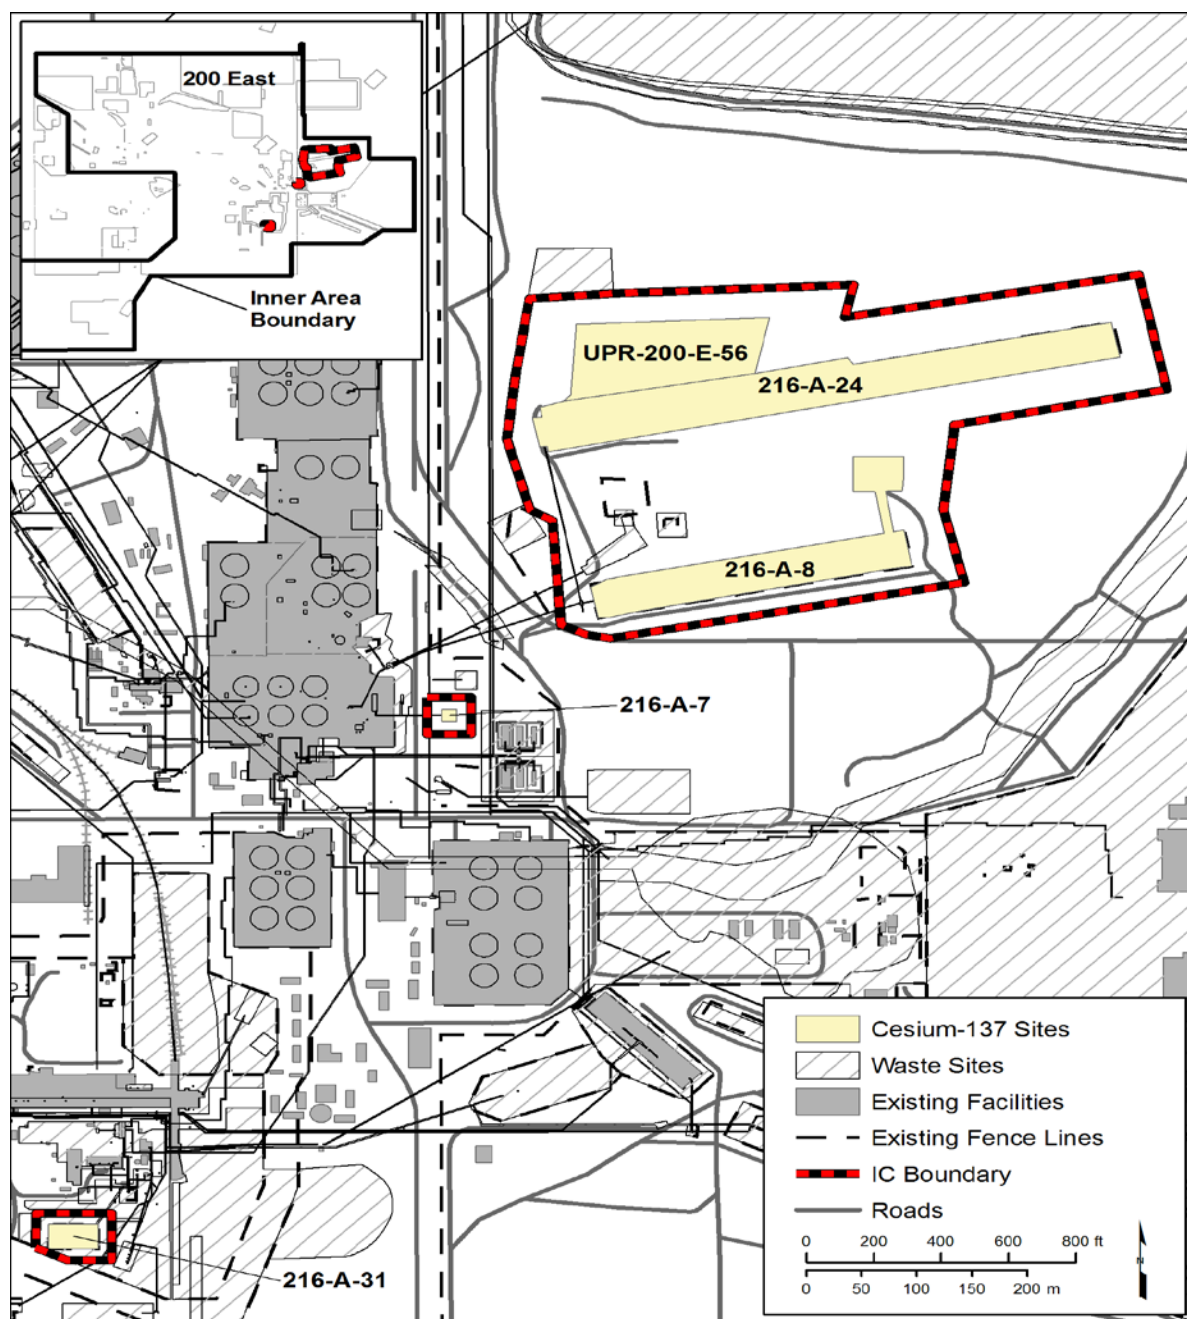 200 East
Inner Area
Boundary
UPR-200-E-56
216-A-24
216-A-8
216-A-7
216-A-31
Cesium-137 Sites
Waste Sites
Existing Facilities
Existing Fence Lines
IC Boundary
Roads
0 200 400 600 800 ft
0 50 100 150 200 m
N